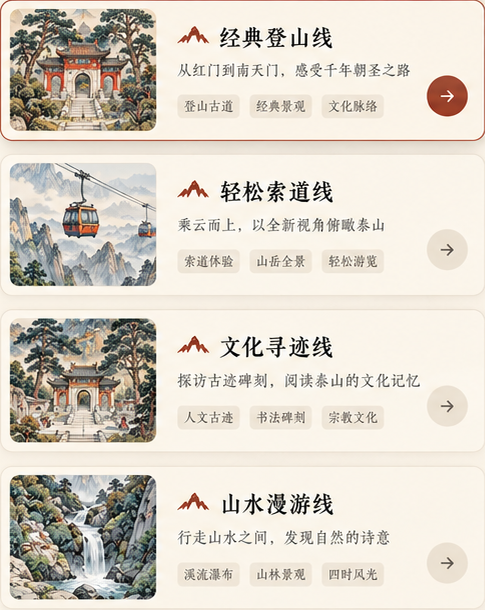 经典登山线
从红门到南天门，感受千年朝圣之路
登山古道 经典景观 文化脉络
轻松索道线
乘云而上，以全新视角俯瞰泰山
索道体验 山岳全景 轻松游览
文化寻迹线
探访古迹碑刻，阅读泰山的文化记忆
人文古迹 书法碑刻 宗教文化
山水漫游线
行走山水之间，发现自然的诗意
溪流瀑布 山林景观 四时风光